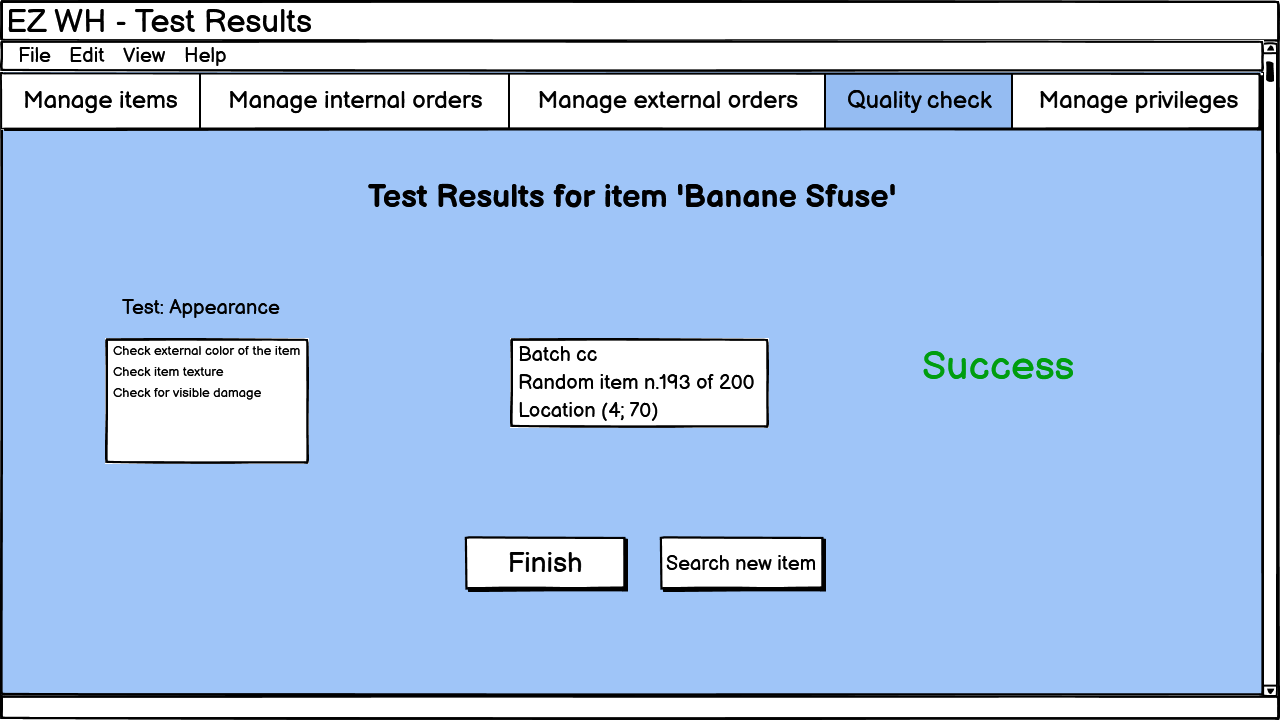 EZ WH - Test Results
File Edit View Help
Manage items Manage internal orders Manage external orders Quality check Manage privileges
Test Results for item 'Banane Sfuse'
Test: Appearance
Check external color of the item
Check item texture
Check for visible damage
Batch cc
Random item n.193 of 200
Location (4; 70)
Success
Finish Search new item